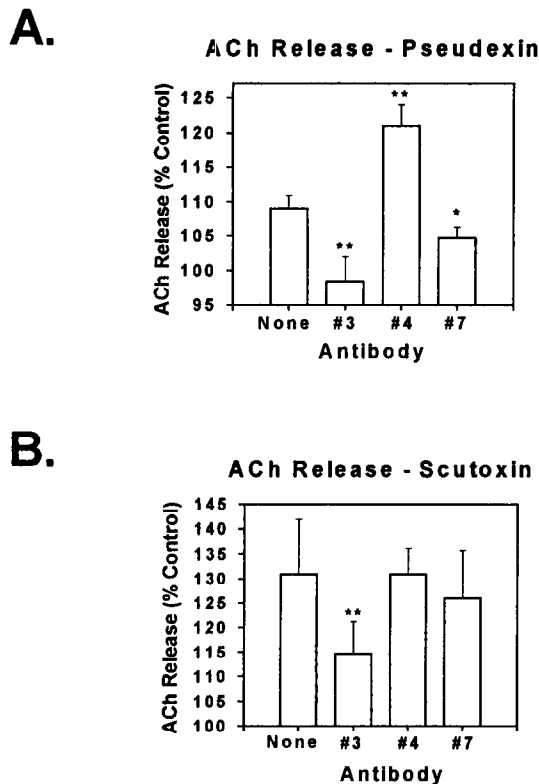 A.
ACh Release - Pseudexin
ACh Release (% Control)
125
120
115
110
105
100
95
**
**
*
None #3 #4 #7
Antibody
B.
ACh Release - Scutoxin
ACh Release (% Control)
145
140
135
130
125
120
115
110
105
100
**
None #3 #4 #7
Antibody